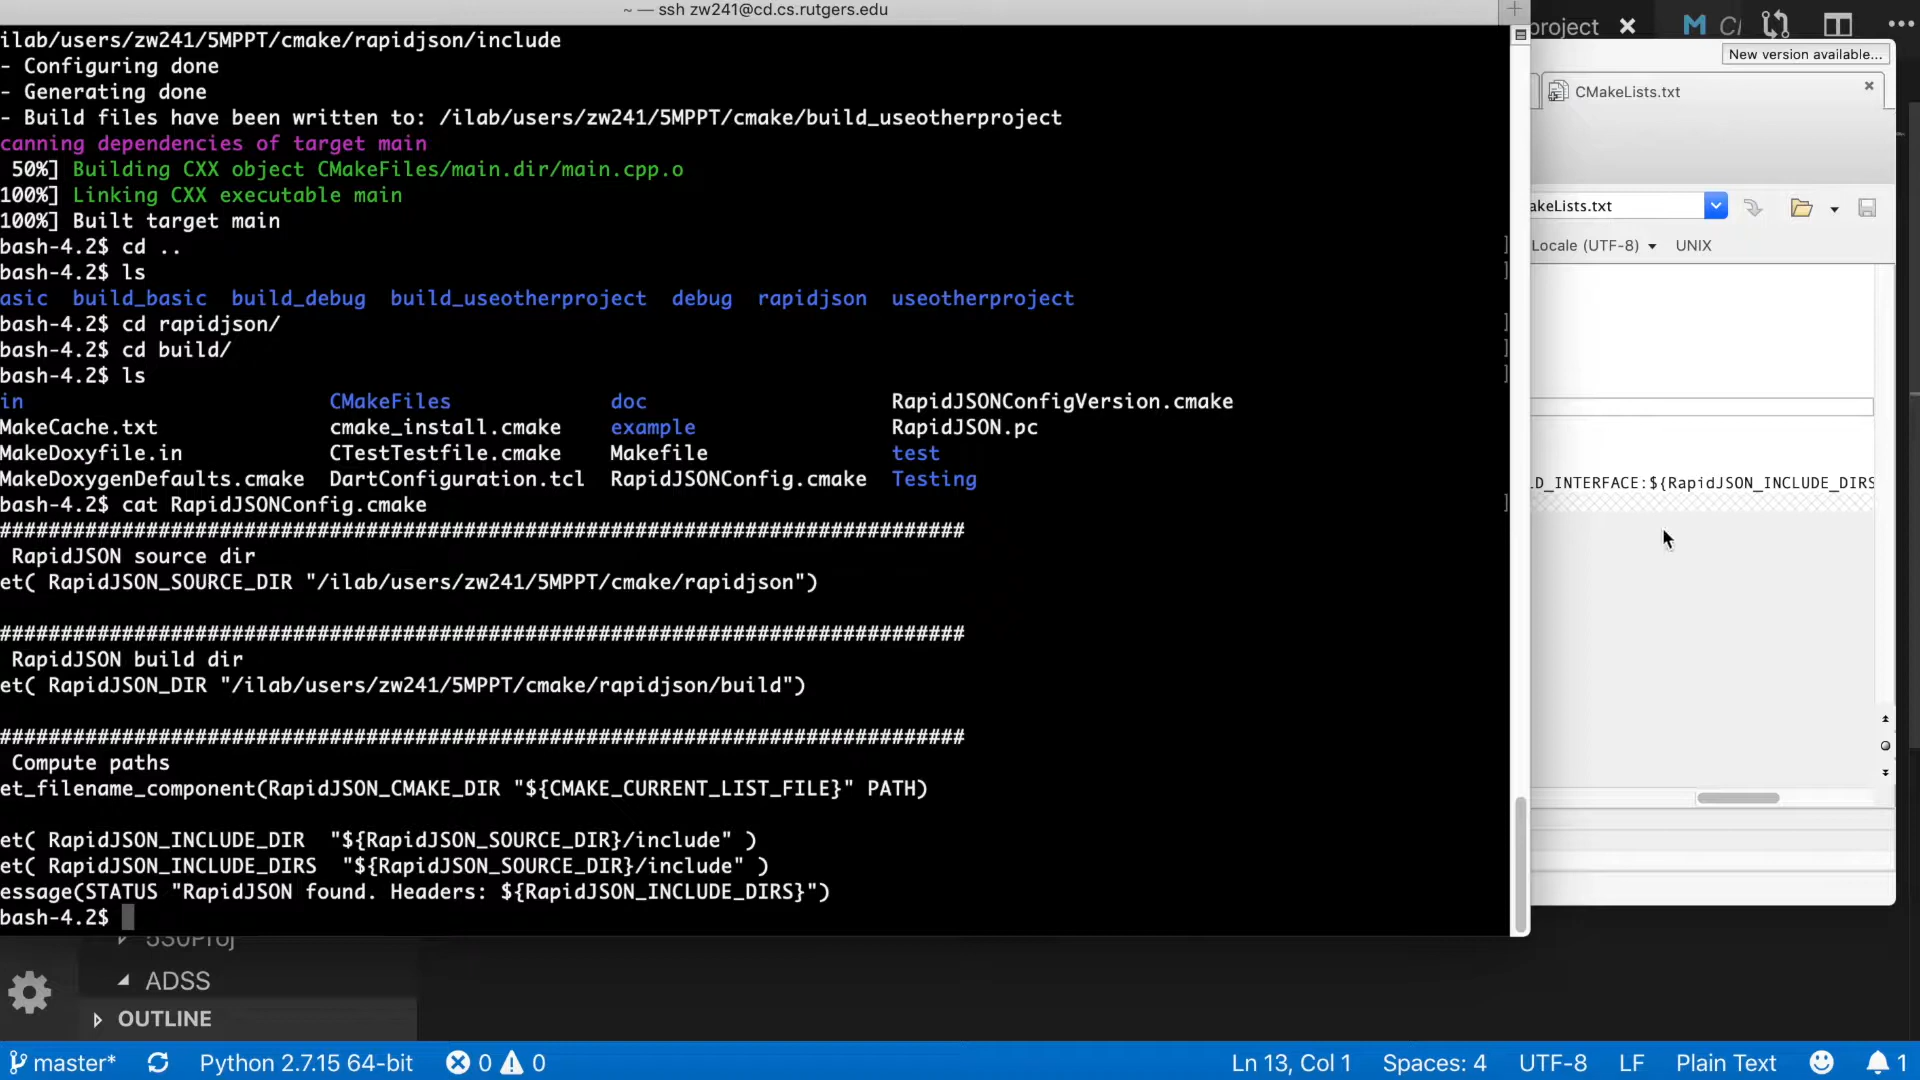 ~ — ssh zw241@cd.cs.rutgers.edu
ilab/users/zw241/5MPPT/cmake/rapidjson/include
- Configuring done
- Generating done
- Build files have been written to: /ilab/users/zw241/5MPPT/cmake/build_useotherproject
canning dependencies of target main
50%] Building CXX object CMakeFiles/main.dir/main.cpp.o
100%] Linking CXX executable main
100%] Built target main
bash-4.2$ cd ..
bash-4.2$ ls
asic build_basic build_debug build_useotherproject debug rapidjson useotherproject
bash-4.2$ cd rapidjson/
bash-4.2$ cd build/
bash-4.2$ ls
in CMakeFiles doc RapidJSONConfigVersion.cmake
MakeCache.txt cmake_install.cmake example RapidJSON.pc
MakeDoxyfile.in CTestTestfile.cmake Makefile test
MakeDoxygenDefaults.cmake DartConfiguration.tcl RapidJSONConfig.cmake Testing
bash-4.2$ cat RapidJSONConfig.cmake
###############################################################################
RapidJSON source dir
et( RapidJSON_SOURCE_DIR "/ilab/users/zw241/5MPPT/cmake/rapidjson")
###############################################################################
RapidJSON build dir
et( RapidJSON_DIR "/ilab/users/zw241/5MPPT/cmake/rapidjson/build")
###############################################################################
Compute paths
et_filename_component(RapidJSON_CMAKE_DIR "${CMAKE_CURRENT_LIST_FILE}" PATH)
et( RapidJSON_INCLUDE_DIR "${RapidJSON_SOURCE_DIR}/include" )
et( RapidJSON_INCLUDE_DIRS "${RapidJSON_SOURCE_DIR}/include" )
essage(STATUS "RapidJSON found. Headers: ${RapidJSON_INCLUDE_DIRS}")
bash-4.2$
project
New version available...
CMakeLists.txt
akeLists.txt
Locale (UTF-8) UNIX
LD_INTERFACE:${RapidJSON_INCLUDE_DIRS
530Proj
ADSS
OUTLINE
master* Python 2.7.15 64-bit 0 0 Ln 13, Col 1 Spaces: 4 UTF-8 LF Plain Text 1